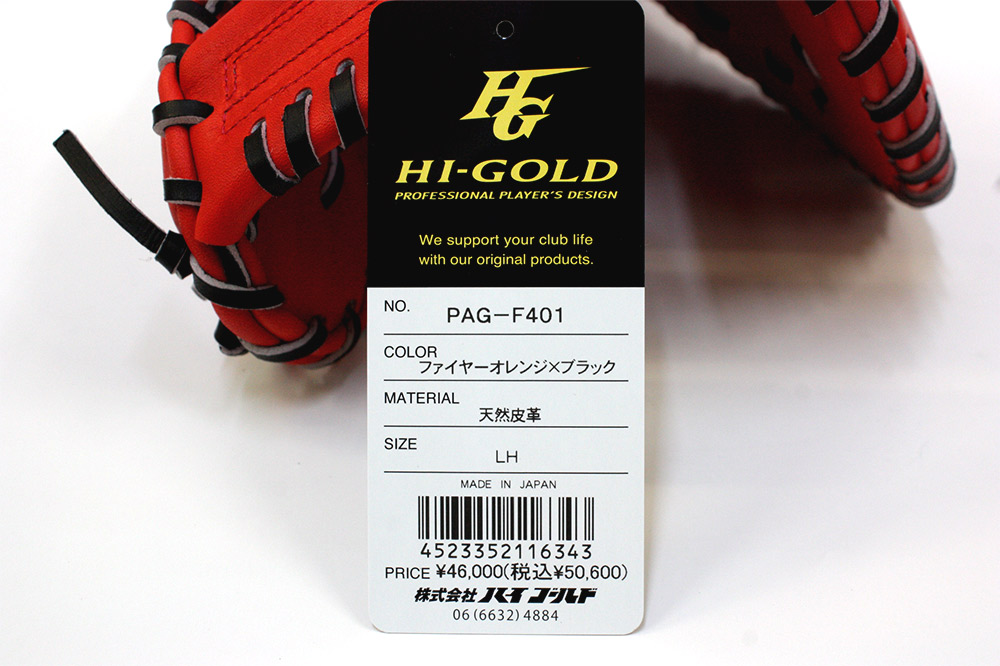 HG
HI-GOLD
PROFESSIONAL PLAYER'S DESIGN
We support your club life
with our original products.
NO. PAG-F401
COLOR
ファイヤーオレンジ×ブラック
MATERIAL
天然皮革
SIZE
LH
MADE IN JAPAN
4523352116343
PRICE ¥46,000(税込¥50,600)
株式会社 ハイゴールド
06(6632)4884